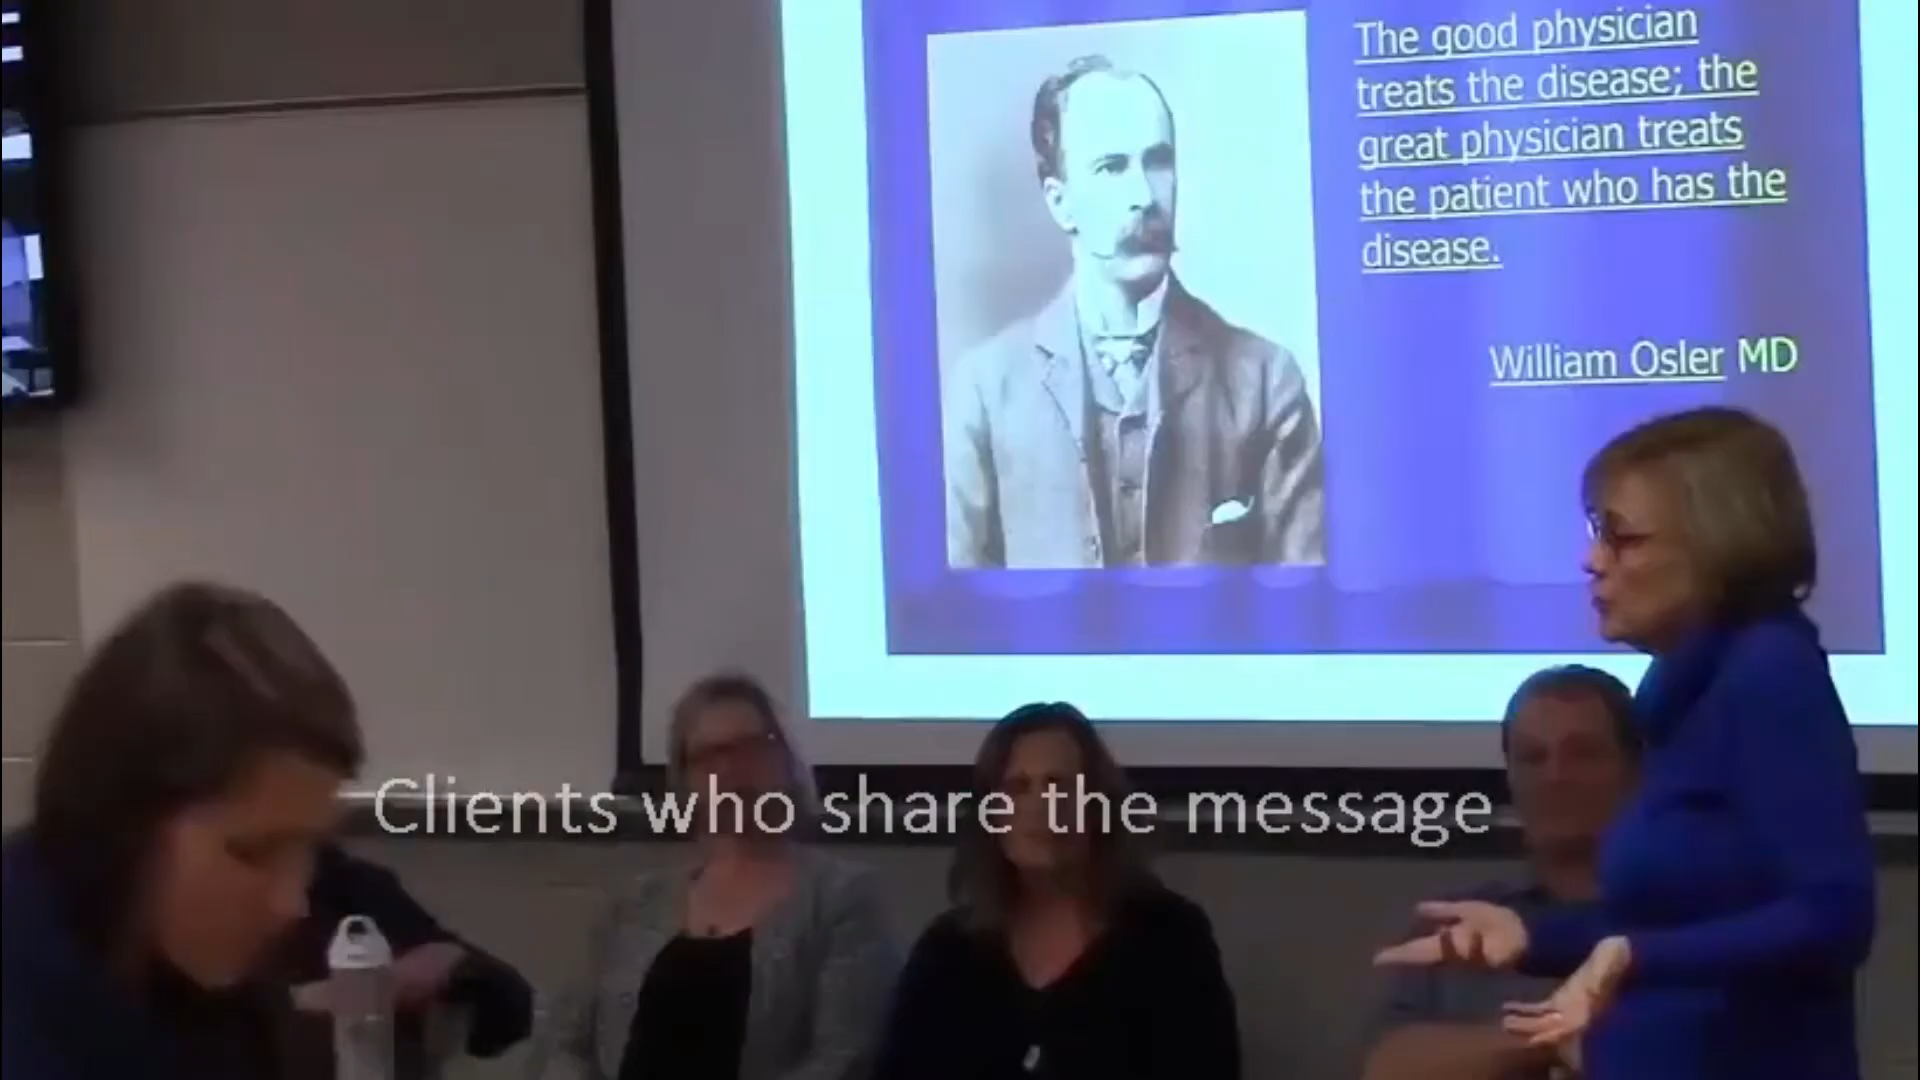 The good physician
treats the disease; the
great physician treats
the patient who has the
disease.
William Osler MD
Clients who share the message